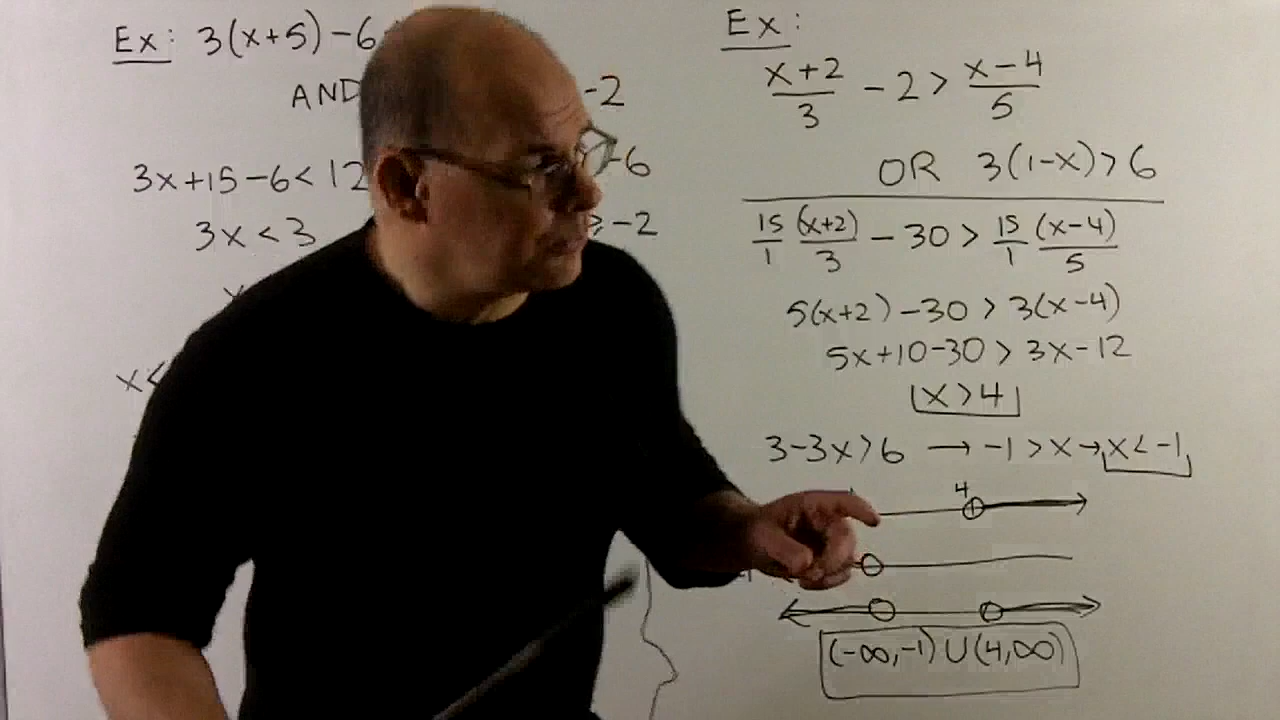 Ex: 3(x+5)-6
AND -2
3x+15-6<12 -6
3x<3 ≥-2
x<
Ex:
x+2/3 - 2 > x-4/5
OR 3(1-x)>6
15/1 (x+2)/3 - 30 > 15/1 (x-4)/5
5(x+2)-30 > 3(x-4)
5x+10-30 > 3x-12
x>4
3-3x>6 → -1>x → x<-1
4
(-∞,-1)∪(4,∞)